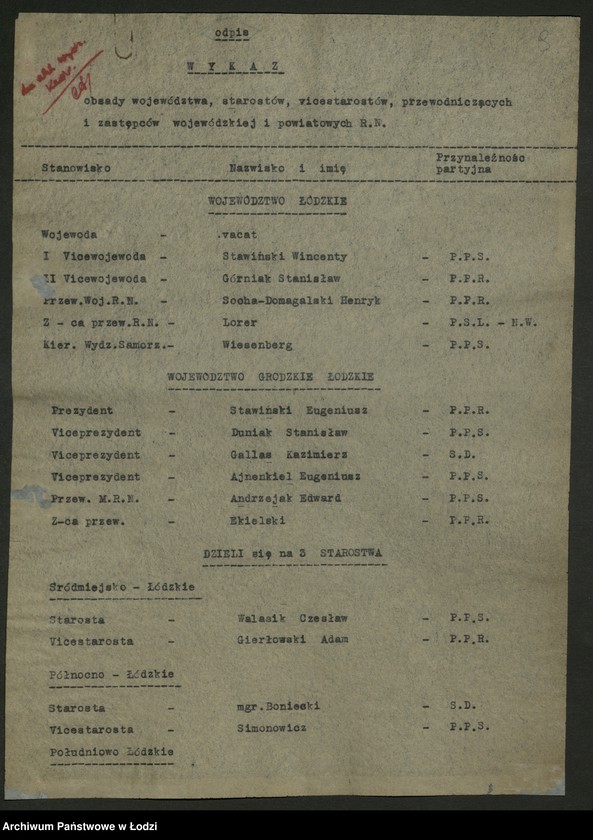 odpis
W Y K A Z
obsady województwa, starostów, vicestarostów, przewodniczących
i zastępców wojewódzkiej i powiatowych R.N.
Stanowisko Nazwisko i imię Przynależność partyjna
WOJEWÓDZTWO ŁÓDZKIE
Wojewoda - .vacat
I Vicewojewoda - Stawiński Wincenty - P.P.S.
II Vicewojewoda - Górniak Stanisław - P.P.R.
Przew.Woj.R.N. - Socha-Domagalski Henryk - P.P.R.
Z - ca przew.R.N. - Lorer - P.S.L. - N.W.
Kier. Wydz.Samorz.- Wiesenberg - P.P.S.
WOJEWÓDZTWO GRODZKIE ŁODZKIE
Prezydent - Stawiński Eugeniusz - P.P.R.
Viceprezydent - Duniak Stanisław - P.P.S.
Viceprezydent - Gallas Kazimierz - S.D.
Viceprezydent - Ajnenkiel Eugeniusz - P.P.S.
Przew. M.R.N. - Andrzejak Edward - P.P.S.
Z-ca przew. - Ekielski - P.P.R.
DZIELI się na 3 STAROSTWA
Śródmiejsko - Łódzkie
Starosta - Walasik Czesław - P.P.S.
Vicestarosta - Gierłowski Adam - P.P.R.
Północno - Łódzkie
Starosta - mgr.Boniecki - S.D.
Vicestarosta - Simonowicz - P.P.S.
Południowo Łódzkie
Archiwum Państwowe w Łodzi